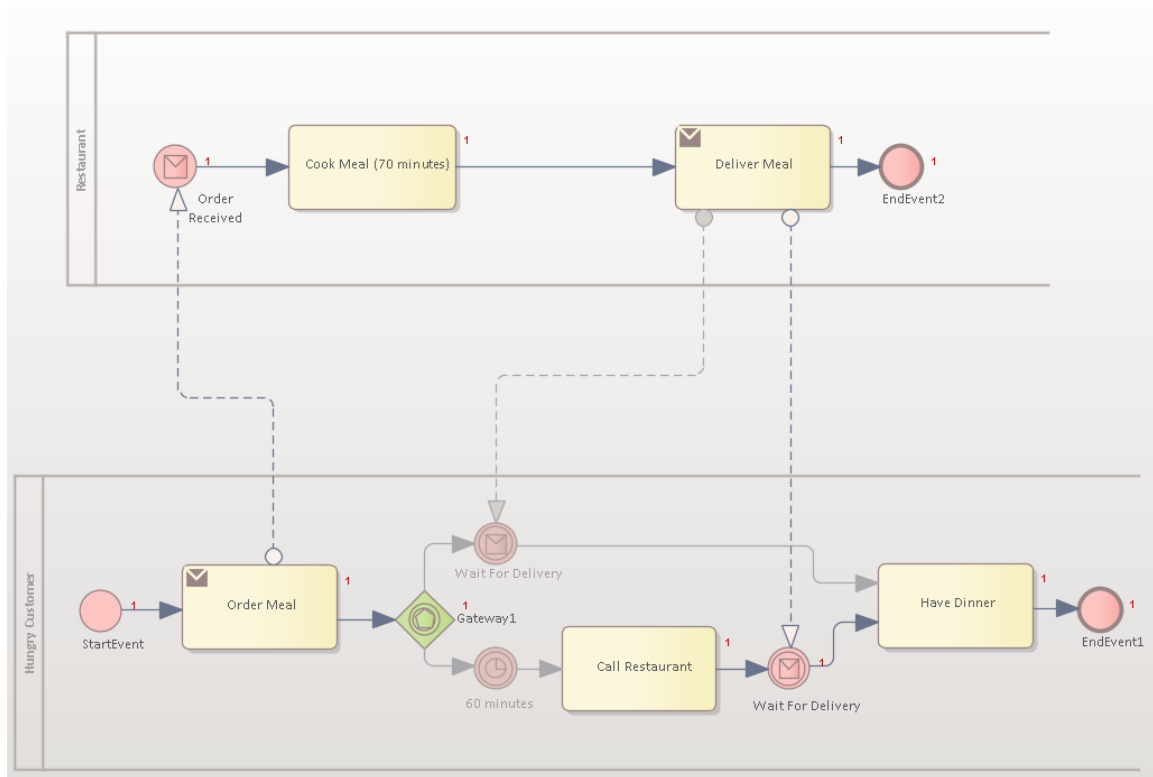 Restaurant
1
Cook Meal (70 minutes)
1
Deliver Meal
1
1
Order
Received
EndEvent2
Hungry Customer
StartEvent
1
Order Meal
1
Gateway1
1
Wait For Delivery
60 minutes
Call Restaurant
1
Wait For Delivery
1
Have Dinner
1
EndEvent1
1